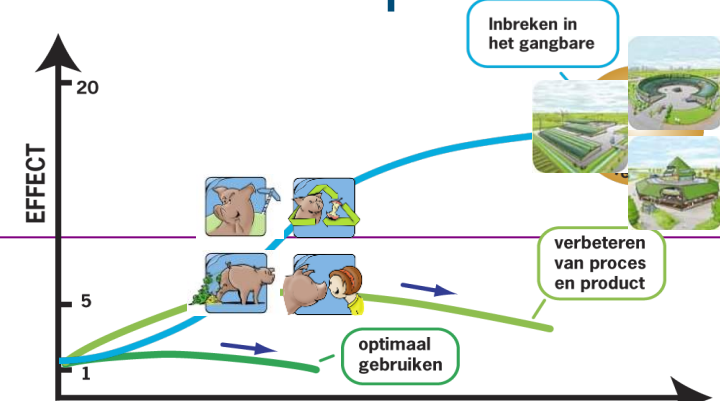 Inbreken in
het gangbare
20
EFFECT
verbeteren
van proces
en product
5
optimaal
gebruiken
1